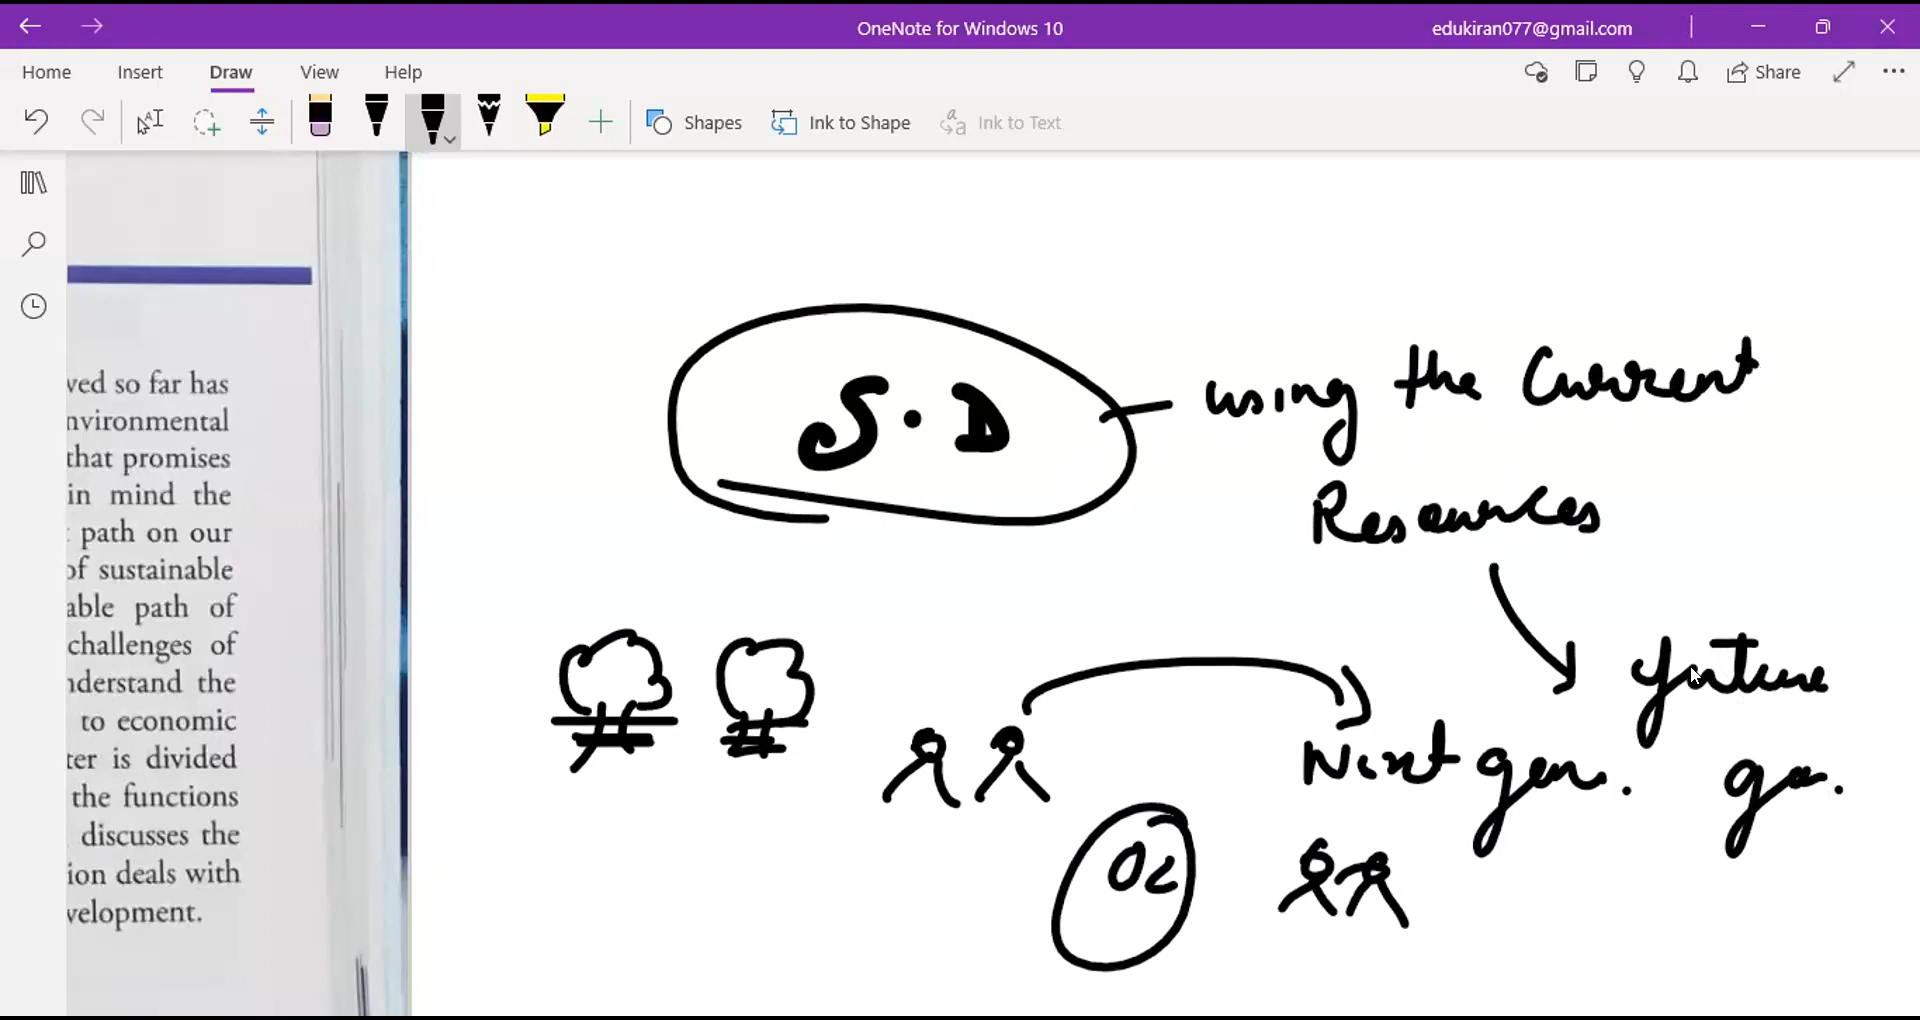 OneNote for Windows 10
edukiran077@gmail.com
Home Insert Draw View Help
Share
Shapes Ink to Shape Ink to Text
ved so far has
nvironmental
that promises
in mind the
path on our
of sustainable
able path of
challenges of
nderstand the
to economic
ter is divided
the functions
discusses the
ion deals with
velopment.
S.D - using the Current
Resources
future
Next gen. gen.
O2